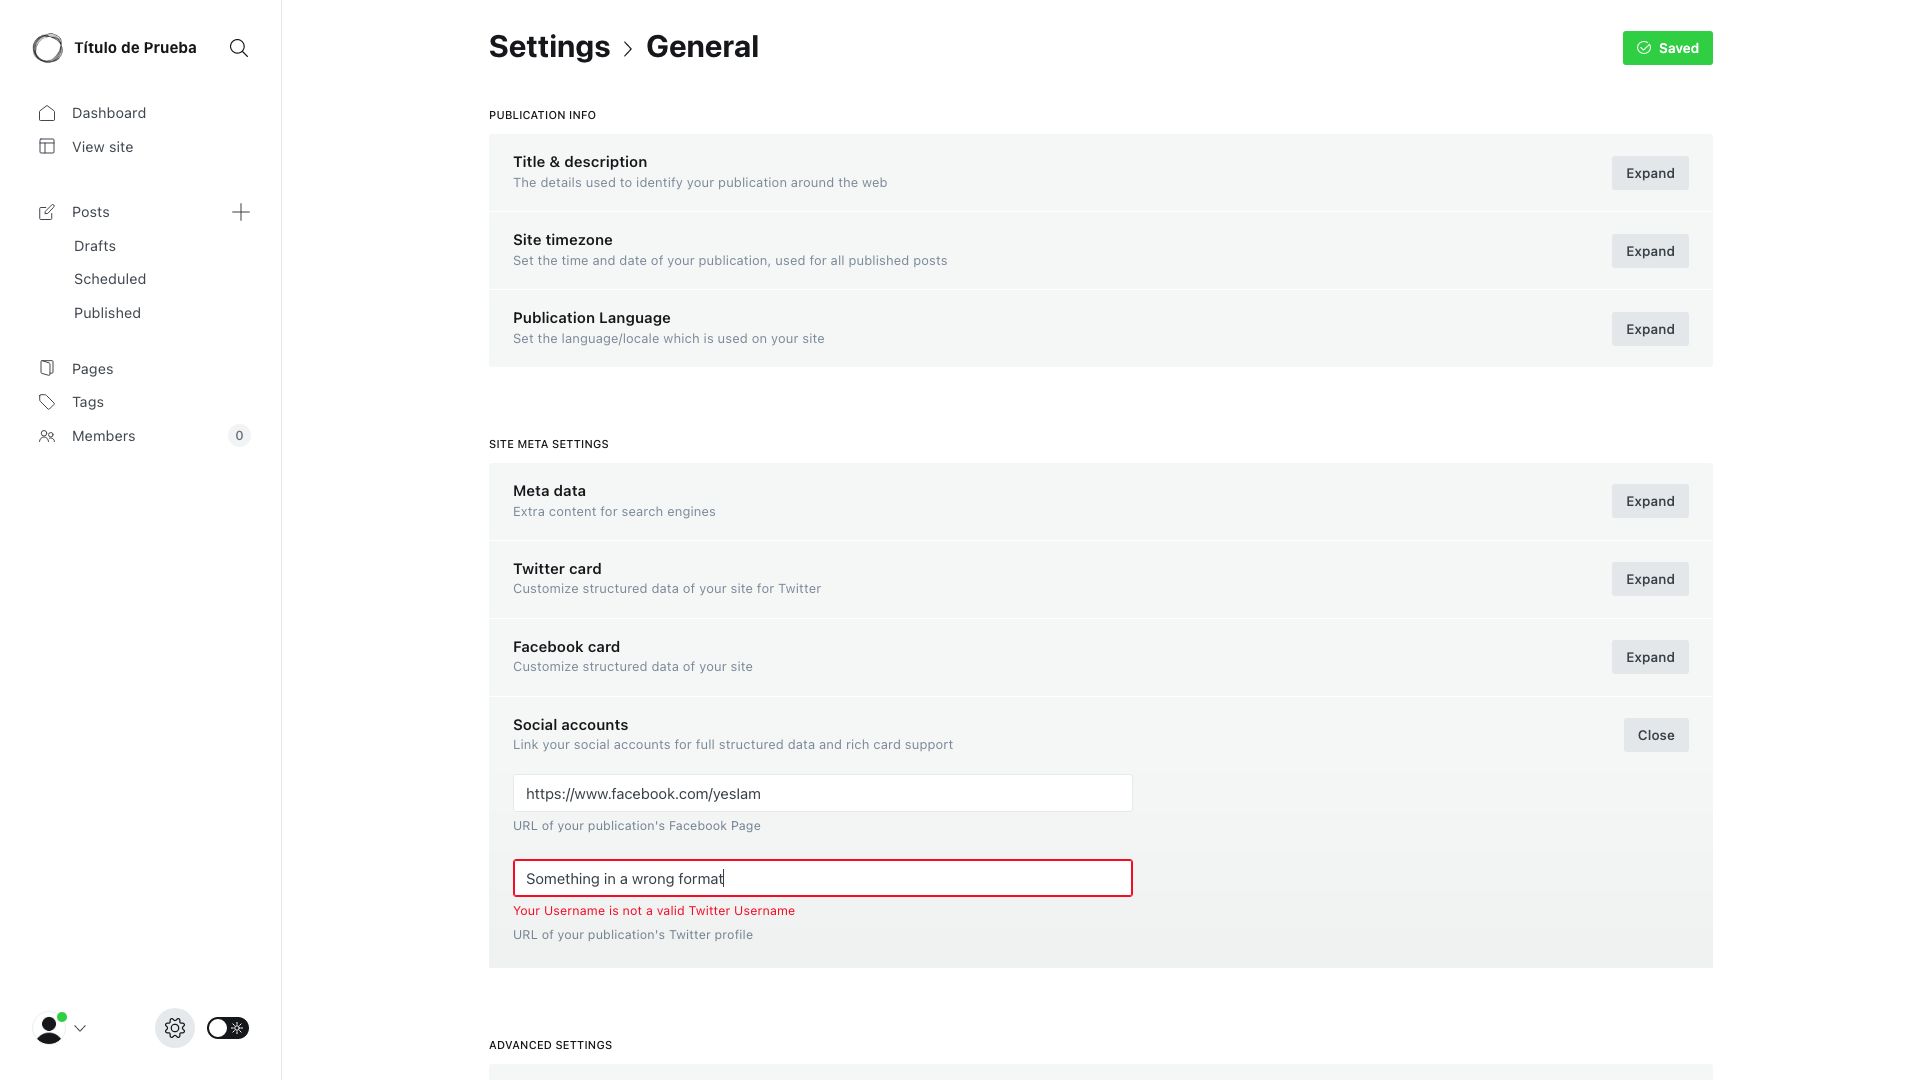 Título de Prueba
Dashboard
View site
Posts
Drafts
Scheduled
Published
Pages
Tags
Members 0
Settings > General
Saved
PUBLICATION INFO
Title & description
The details used to identify your publication around the web
Expand
Site timezone
Set the time and date of your publication, used for all published posts
Expand
Publication Language
Set the language/locale which is used on your site
Expand
SITE META SETTINGS
Meta data
Extra content for search engines
Expand
Twitter card
Customize structured data of your site for Twitter
Expand
Facebook card
Customize structured data of your site
Expand
Social accounts
Link your social accounts for full structured data and rich card support
Close
https://www.facebook.com/yeslam
URL of your publication's Facebook Page
Something in a wrong format
Your Username is not a valid Twitter Username
URL of your publication's Twitter profile
ADVANCED SETTINGS